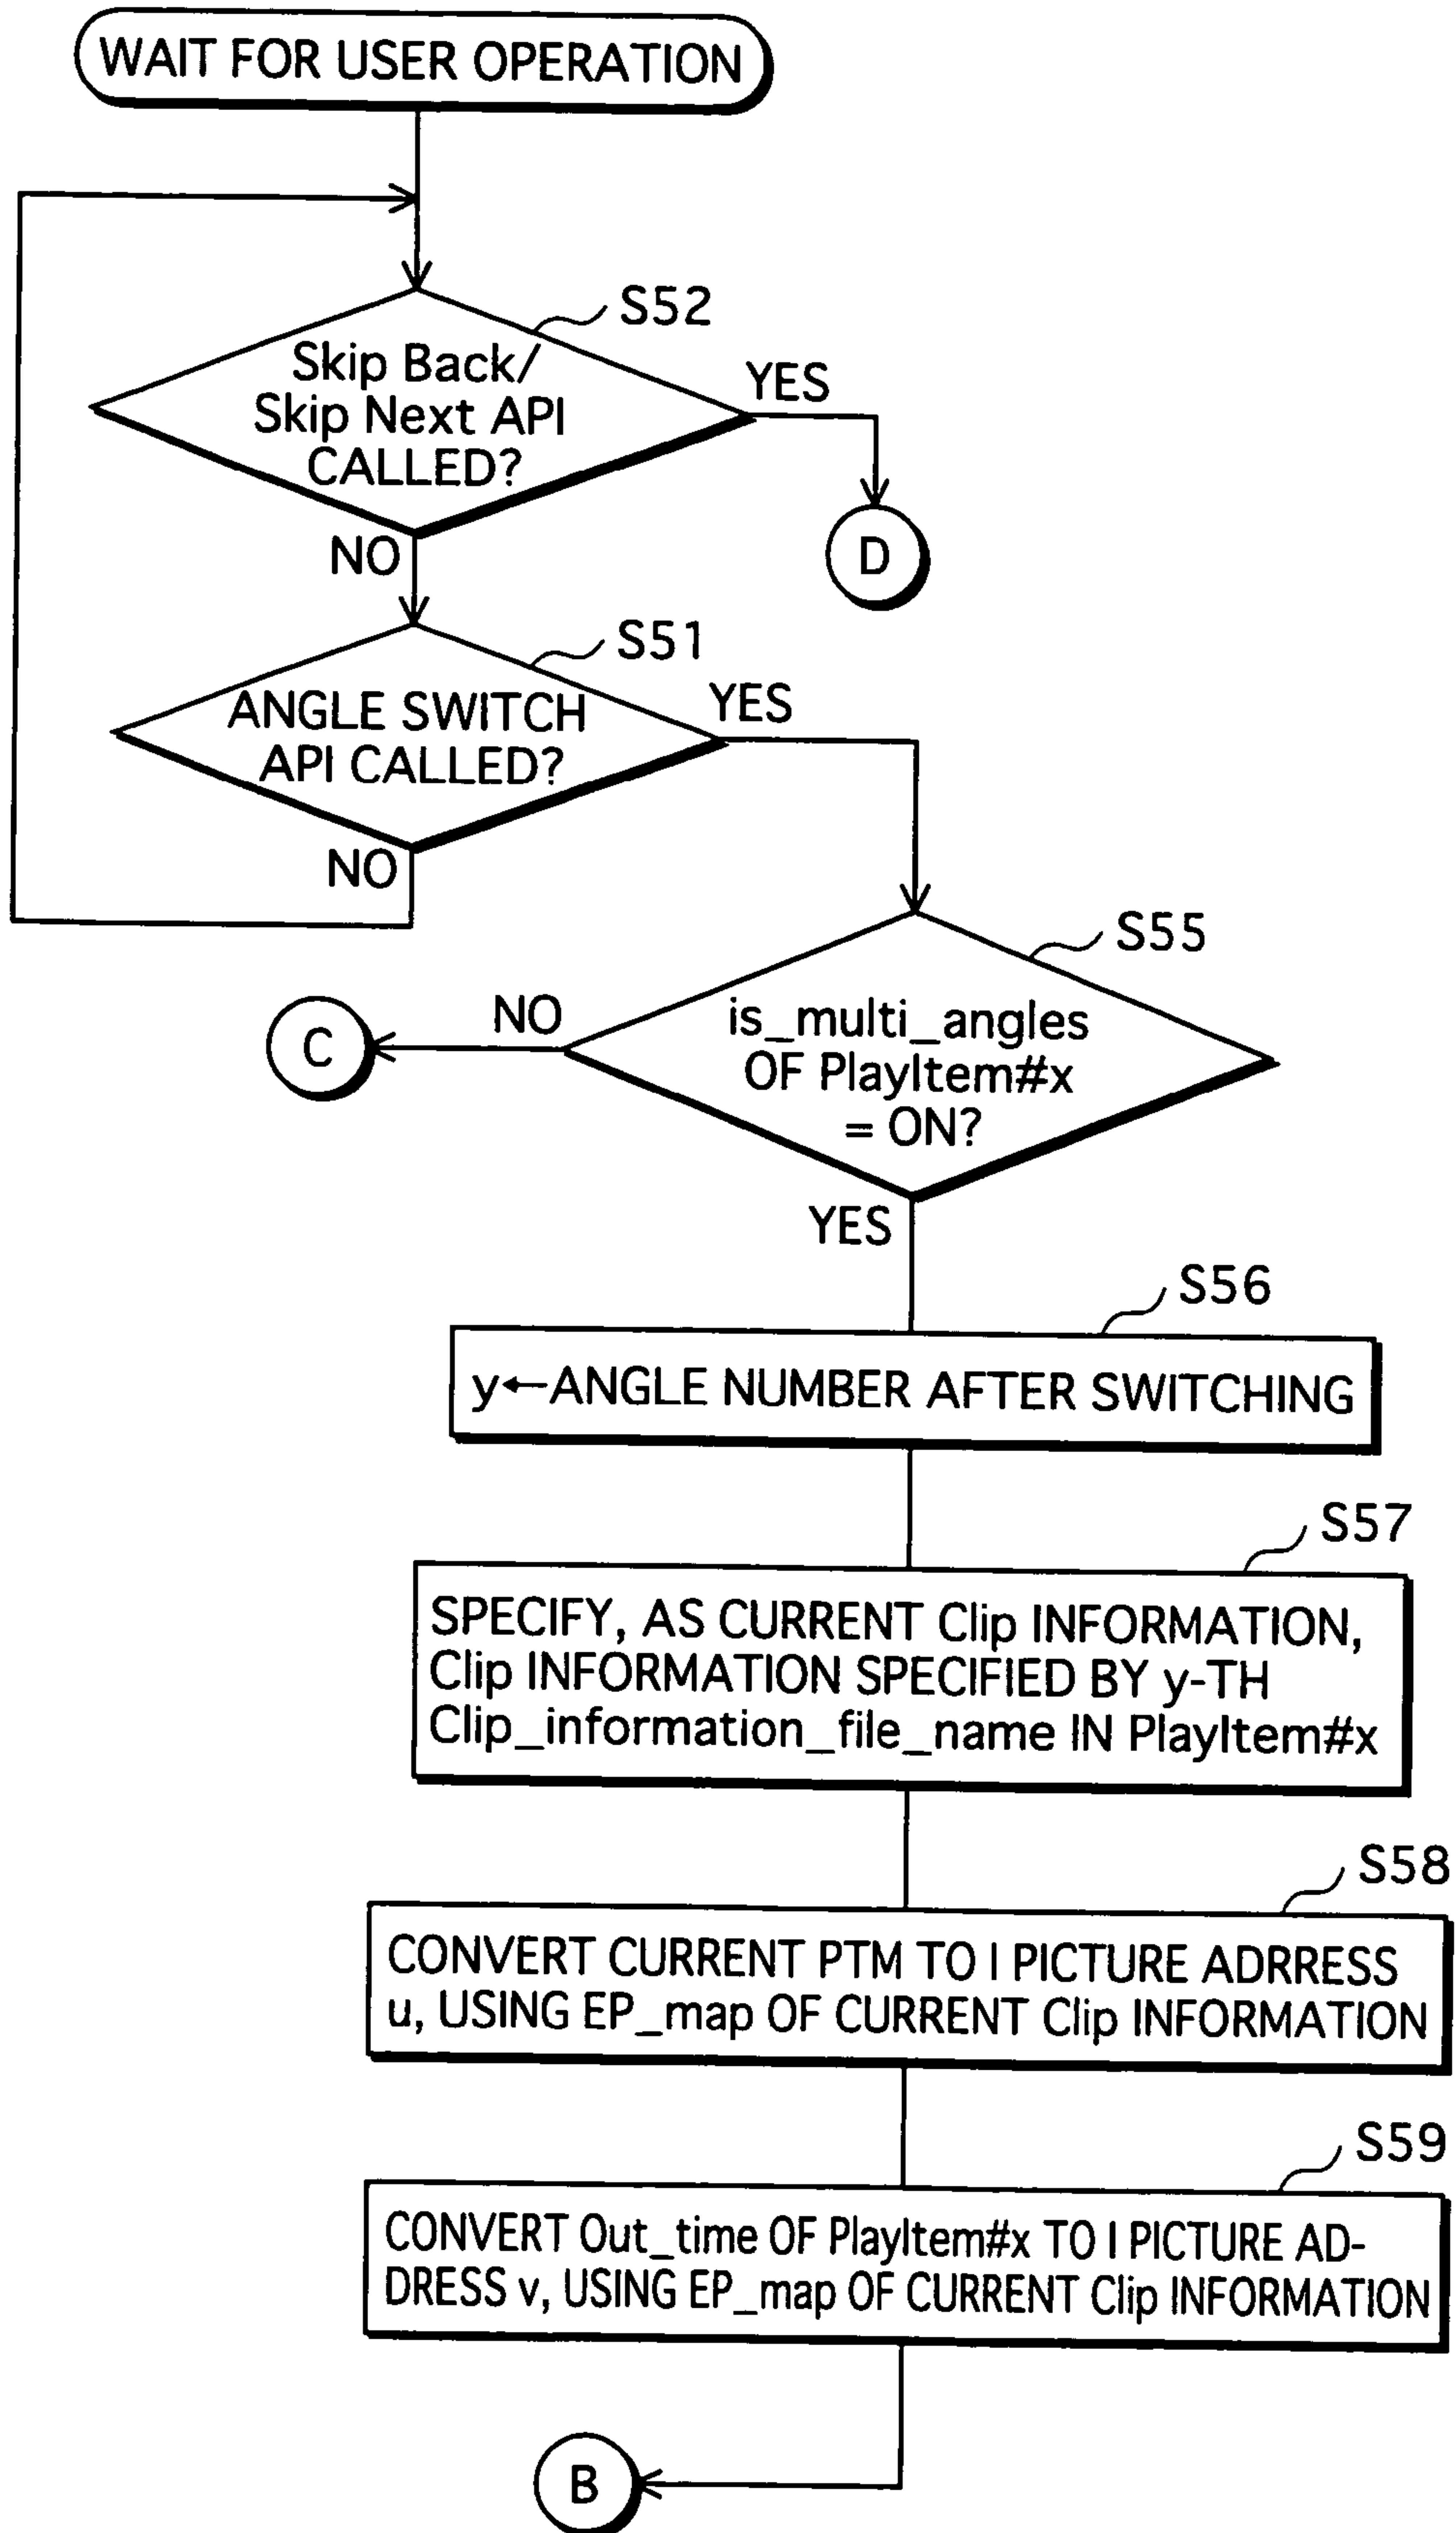 WAIT FOR USER OPERATION
S52
Skip Back/
Skip Next API
CALLED?
YES
D
NO
S51
ANGLE SWITCH
API CALLED?
YES
NO
S55
is_multi_angles
OF PlayItem#x
= ON?
NO
C
YES
S56
y←ANGLE NUMBER AFTER SWITCHING
S57
SPECIFY, AS CURRENT Clip INFORMATION,
Clip INFORMATION SPECIFIED BY y-TH
Clip_information_file_name IN PlayItem#x
S58
CONVERT CURRENT PTM TO I PICTURE ADRRESS
u, USING EP_map OF CURRENT Clip INFORMATION
S59
CONVERT Out_time OF PlayItem#x TO I PICTURE AD-
DRESS v, USING EP_map OF CURRENT Clip INFORMATION
B